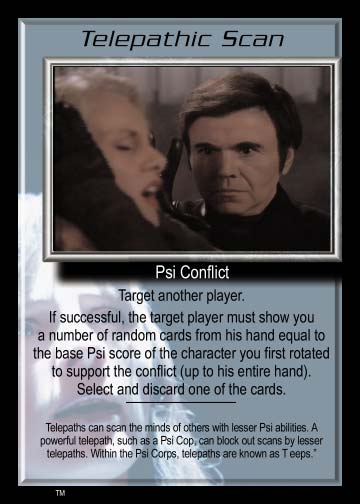 Telepathic Scan
Psi Conflict
Target another player.
If successful, the target player must show you
a number of random cards from his hand equal to
the base Psi score of the character you first rotated
to support the conflict (up to his entire hand).
Select and discard one of the cards.
Telepaths can scan the minds of others with lesser Psi abilities. A
powerful telepath, such as a Psi Cop, can block out scans by lesser
telepaths. Within the Psi Corps, telepaths are known as T eeps."
TM